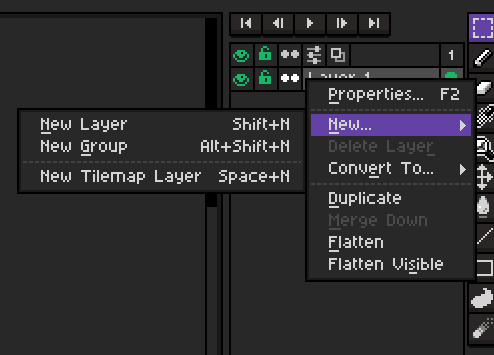 1
Layer 1
Properties... F2
New...
Delete Layer
Convert To...
Duplicate
Merge Down
Flatten
Flatten Visible
New Layer Shift+N
New Group Alt+Shift+N
New Tilemap Layer Space+N